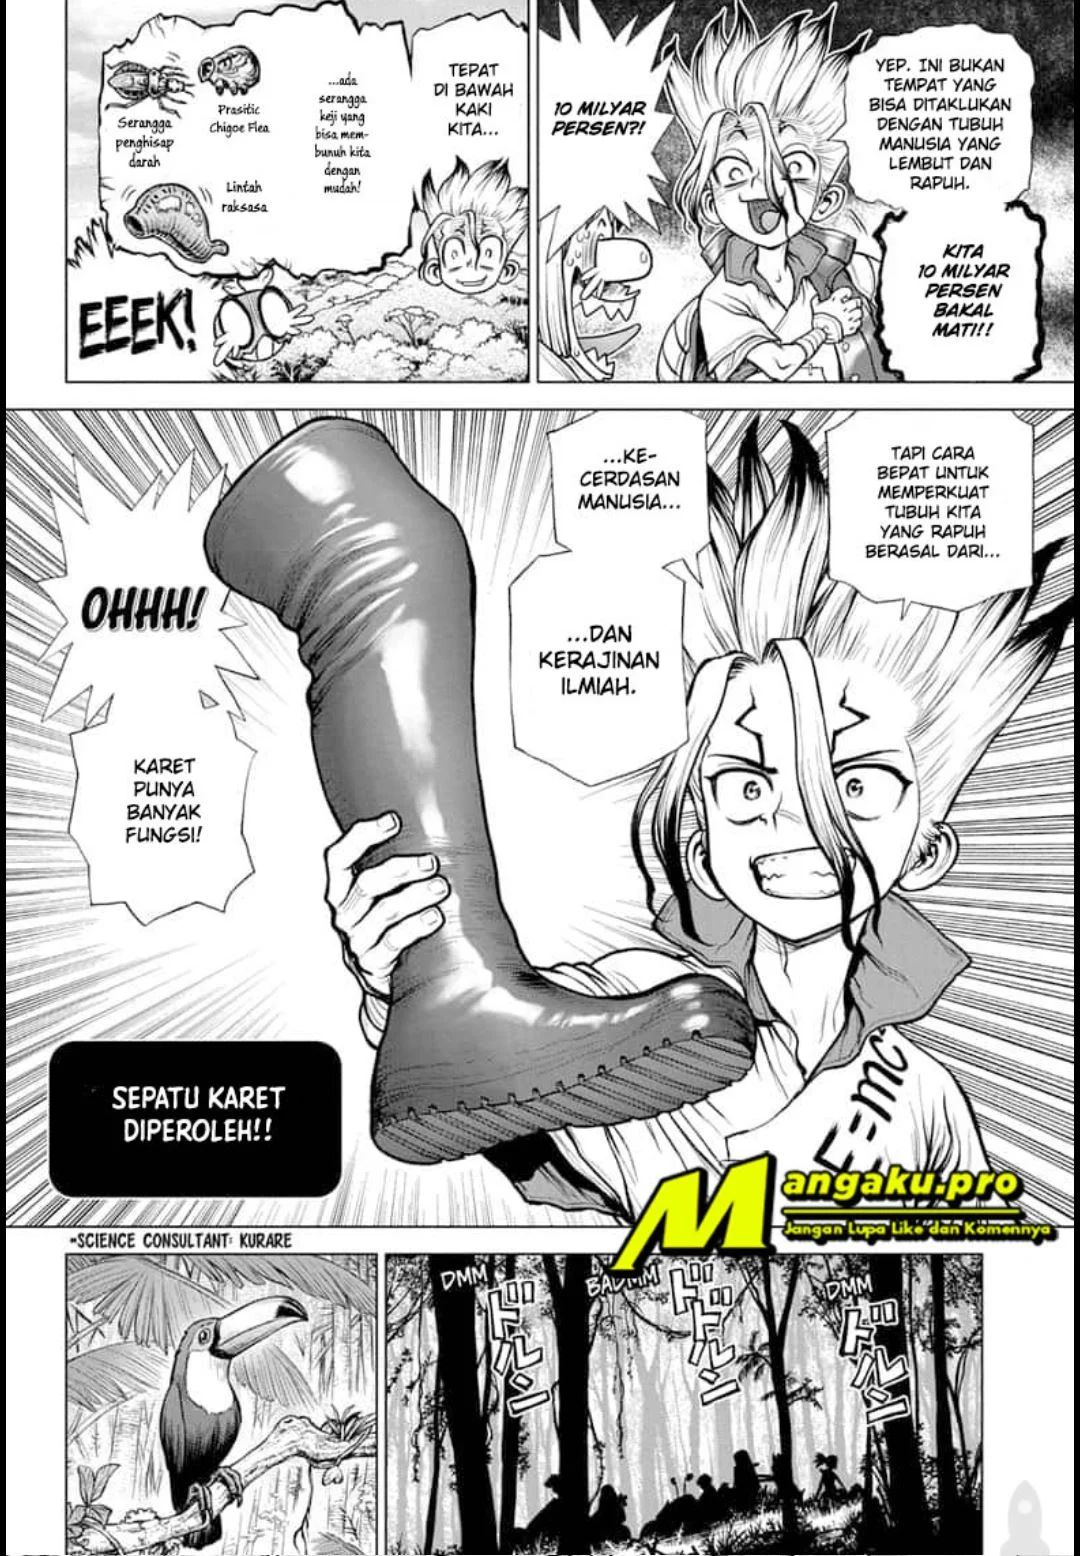 YEP. INI BUKAN
TEMPAT YANG
BISA DITAKLUKAN
DENGAN TUBUH
MANUSIA YANG
LEMBUT DAN
RAPUH.
KITA
10 MILYAR
PERSEN
BAKAL
MATI!!
10 MILYAR
PERSEN?!
TEPAT
DI BAWAH
KAKI
KITA...
...ada
serangga
keji yang
bisa mem-
bunuh kita
dengan
mudah!
Prasitic
Chigoe Flea
Serangga
penghisap
darah
Lintah
raksasa
EEEK!
TAPI CARA
BEPAT UNTUK
MEMPERKUAT
TUBUH KITA
YANG RAPUH
BERASAL DARI...
...KE-
CERDASAN
MANUSIA...
...DAN
KERAJINAN
ILMIAH.
OHHH!
KARET
PUNYA
BANYAK
FUNGSI!
E=mc
SEPATU KARET
DIPEROLEH!!
Mangaku.pro
Jangan Lupa Like dan Komennya
*SCIENCE CONSULTANT: KURARE
DMM
ドルン
BADMM
ドドルン
DMM
ドルン